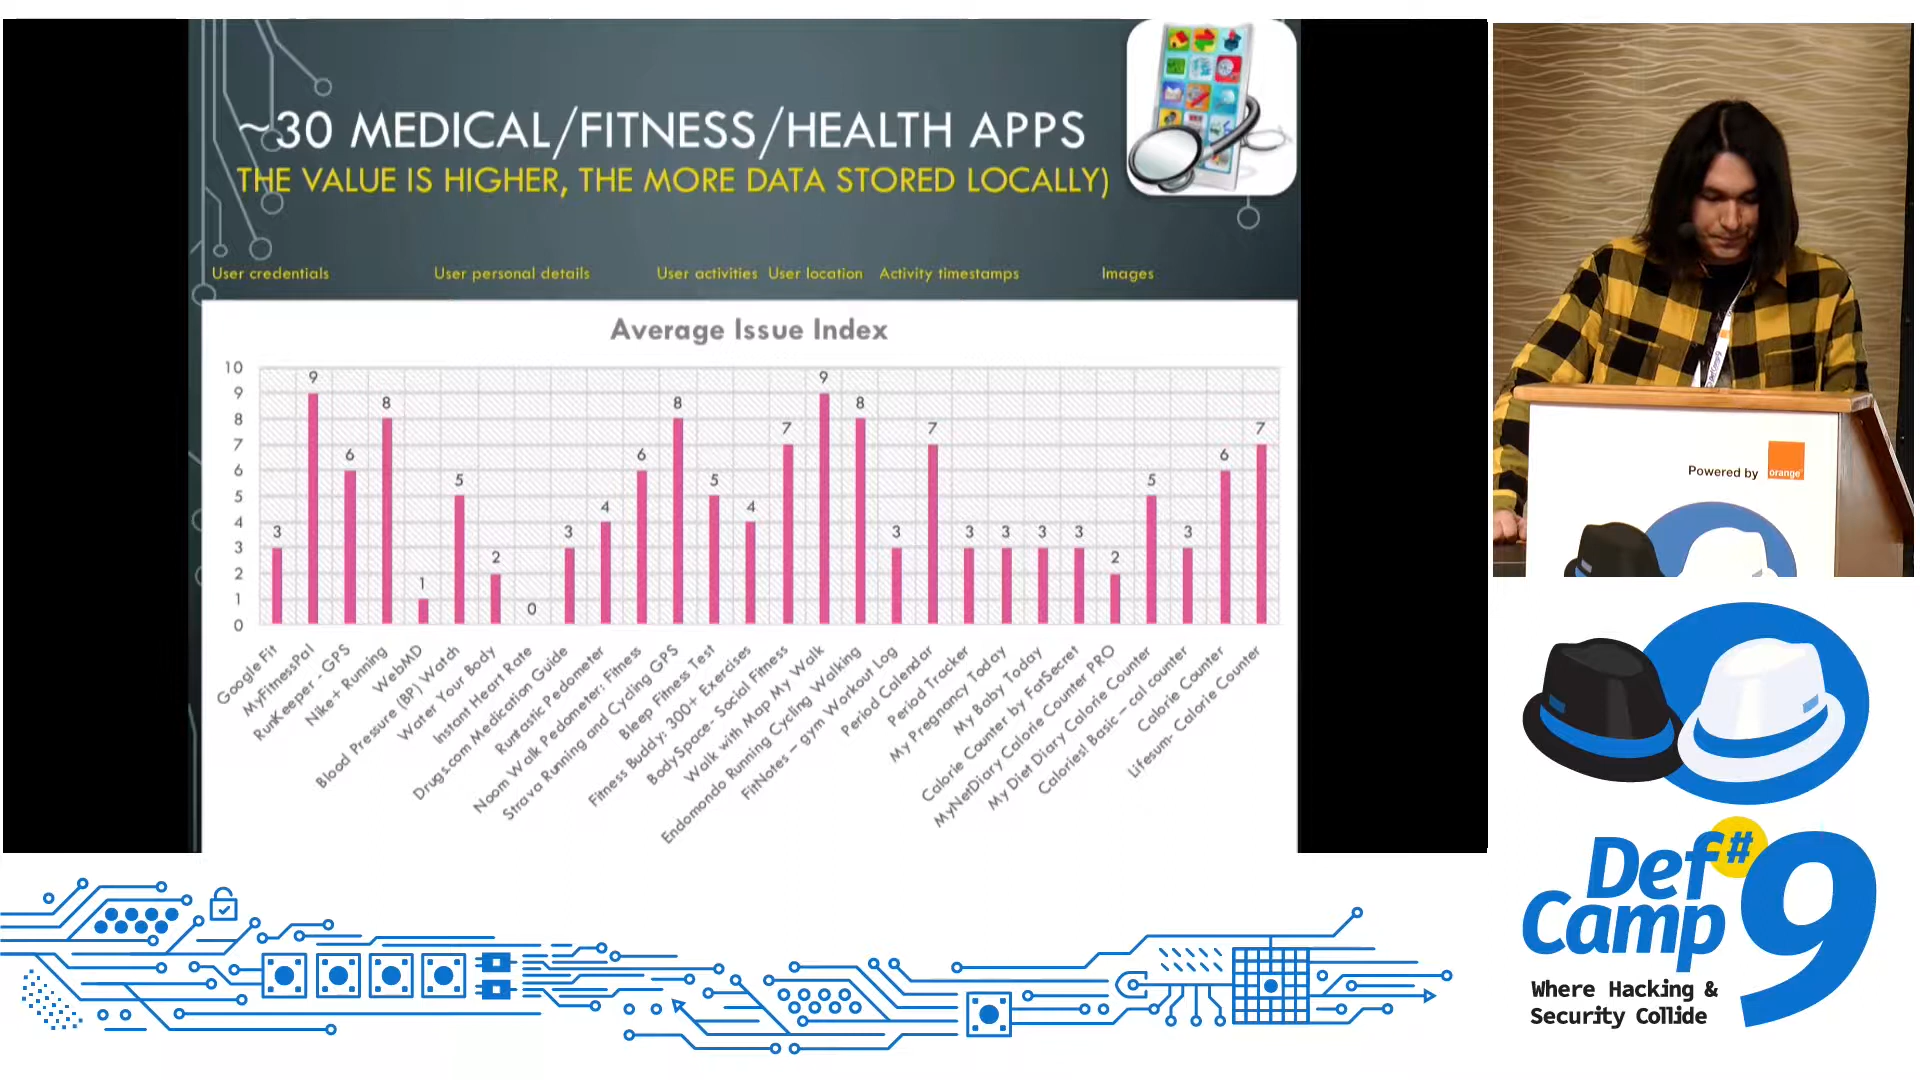 ~30 MEDICAL/FITNESS/HEALTH APPS
THE VALUE IS HIGHER, THE MORE DATA STORED LOCALLY)
User credentials
User personal details
User activities
User location
Activity timestamps
Images
Average Issue Index
10
9
8
7
6
5
4
3
2
1
0
3
9
6
8
1
5
2
0
3
4
6
8
5
4
7
9
8
3
7
3
3
3
3
2
5
3
6
7
Google Fit
MyFitnessPal
RunKeeper - GPS
Nike+ Running
WebMD
Blood Pressure (BP) Watch
Water Your Body
Instant Heart Rate
Drugs.com Medication Guide
Runtastic Pedometer
Noom Walk Pedometer: Fitness
Strava Running and Cycling GPS
Bleep Fitness Test
Fitness Buddy: 300+ Exercises
BodySpace- Social Fitness
Walk with Map My Walk
Endomondo Running Cycling Walking
FitNotes – gym Workout Log
Period Calendar
Period Tracker
My Pregnancy Today
My Baby Today
Calorie Counter by FatSecret
MyNetDiary Calorie Counter PRO
My Diet Diary Calorie Counter
Calories! Basic – cal counter
Calorie Counter
Lifesum- Calorie Counter
Powered by
orange
Def
Camp
#9
Where Hacking &
Security Collide